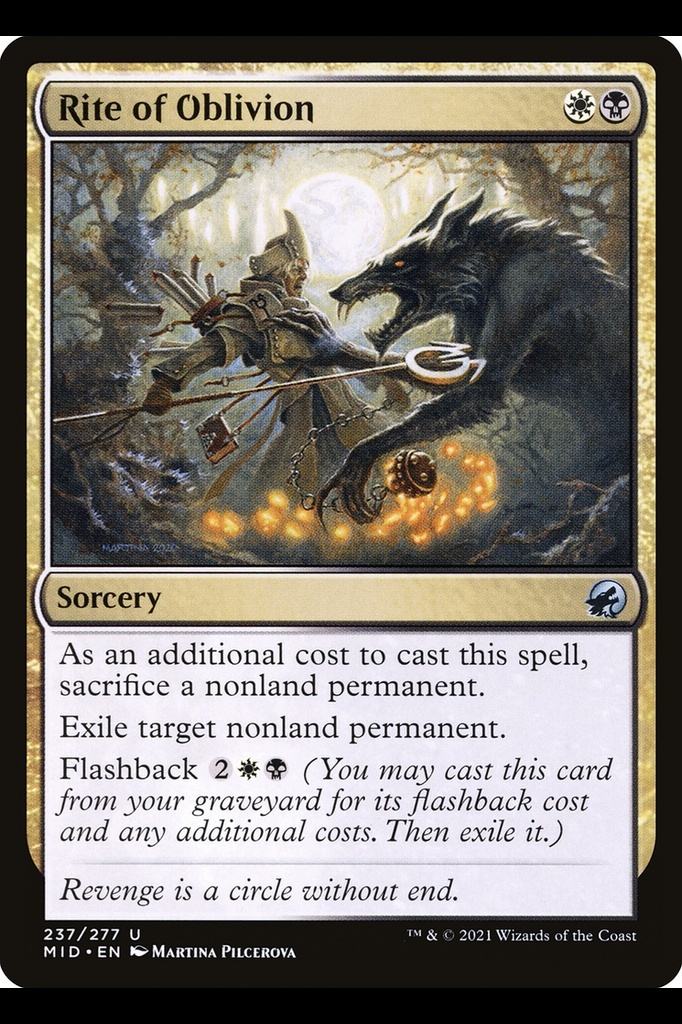 Rite of Oblivion
MARTINA 2020
Sorcery
As an additional cost to cast this spell,
sacrifice a nonland permanent.
Exile target nonland permanent.
Flashback 2 (You may cast this card
from your graveyard for its flashback cost
and any additional costs. Then exile it.)
Revenge is a circle without end.
237/277 U
MID • EN Martina Pilcerova
™ & © 2021 Wizards of the Coast